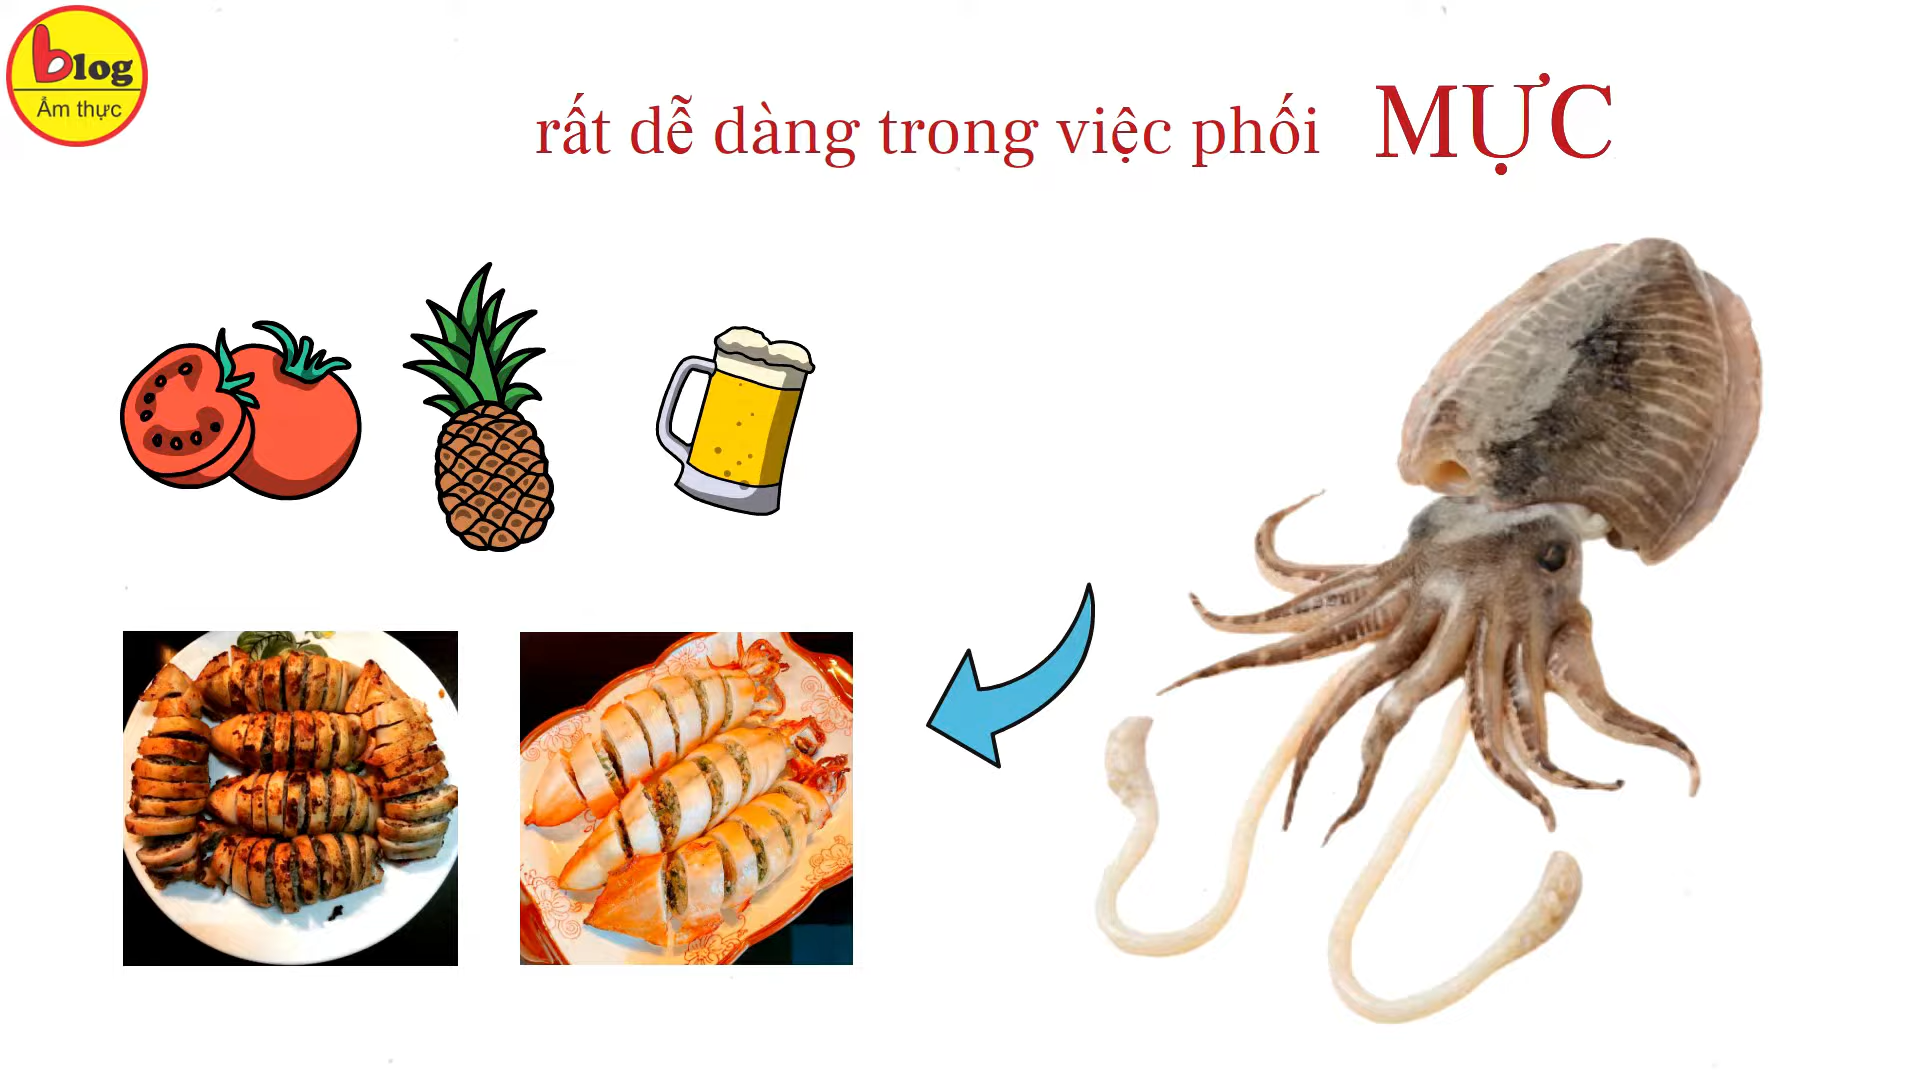 blog
Ẩm thực
rất dễ dàng trong việc phối MỰC